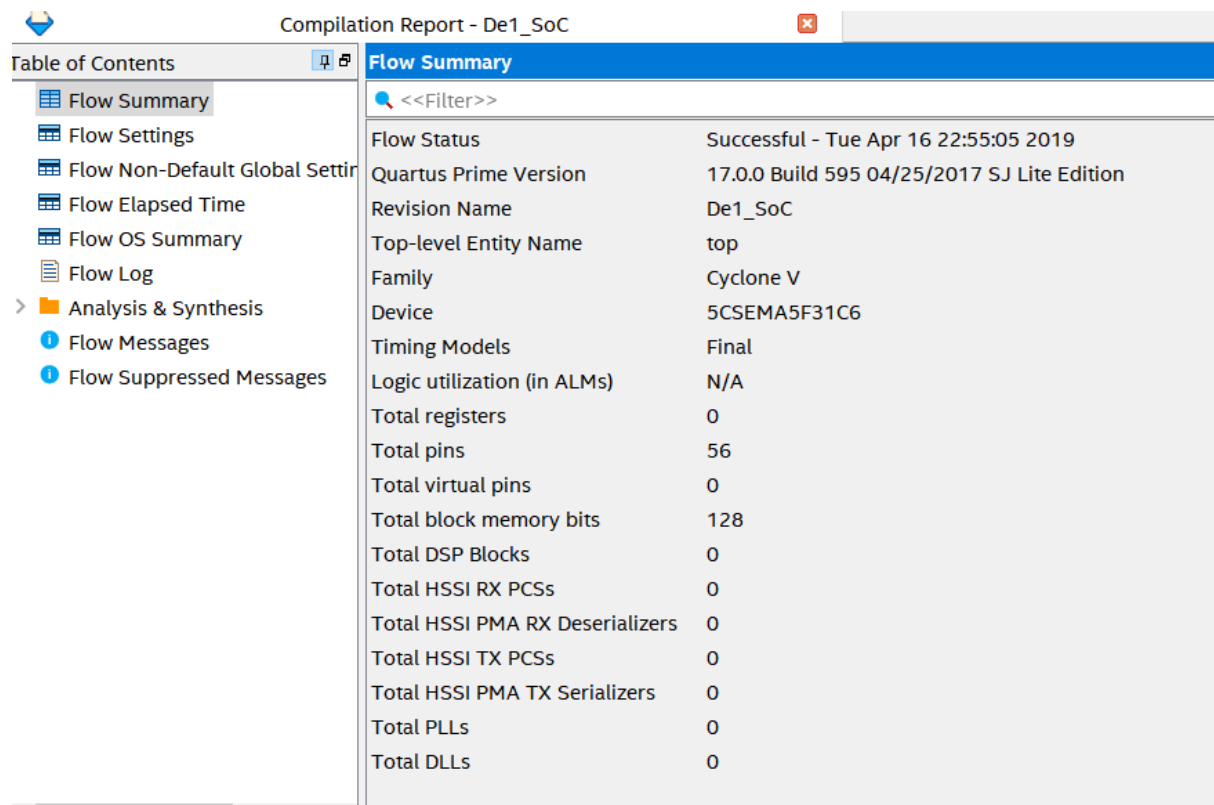 Compilation Report - De1_SoC
Table of Contents
Flow Summary
Flow Settings
Flow Non-Default Global Settin
Flow Elapsed Time
Flow OS Summary
Flow Log
Analysis & Synthesis
Flow Messages
Flow Suppressed Messages
Flow Summary
<<Filter>>
Flow Status Successful - Tue Apr 16 22:55:05 2019
Quartus Prime Version 17.0.0 Build 595 04/25/2017 SJ Lite Edition
Revision Name De1_SoC
Top-level Entity Name top
Family Cyclone V
Device 5CSEMA5F31C6
Timing Models Final
Logic utilization (in ALMs) N/A
Total registers 0
Total pins 56
Total virtual pins 0
Total block memory bits 128
Total DSP Blocks 0
Total HSSI RX PCSs 0
Total HSSI PMA RX Deserializers 0
Total HSSI TX PCSs 0
Total HSSI PMA TX Serializers 0
Total PLLs 0
Total DLLs 0